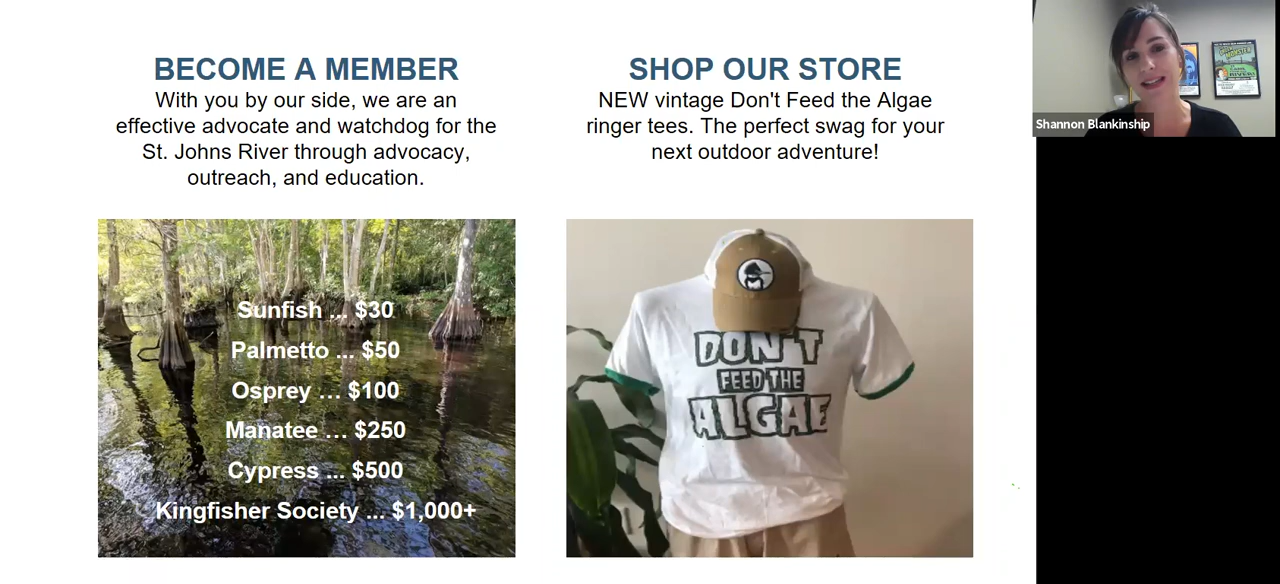 BECOME A MEMBER
With you by our side, we are an
effective advocate and watchdog for the
St. Johns River through advocacy,
outreach, and education.
Sunfish ... $30
Palmetto ... $50
Osprey ... $100
Manatee ... $250
Cypress ... $500
Kingfisher Society ... $1,000+
SHOP OUR STORE
NEW vintage Don't Feed the Algae
ringer tees. The perfect swag for your
next outdoor adventure!
DON'T
FEED THE
ALGAE
Shannon Blankinship